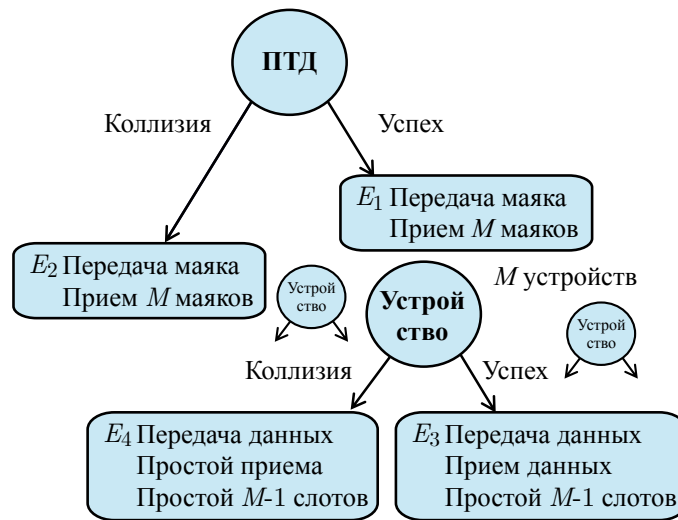 ПТД
Коллизия
Успех
E1 Передача маяка
Прием M маяков
E2 Передача маяка
Прием M маяков
Устрой
ство
Устрой
ство
M устройств
Устрой
ство
Коллизия
Успех
E4 Передача данных
Простой приема
Простой M-1 слотов
E3 Передача данных
Прием данных
Простой M-1 слотов